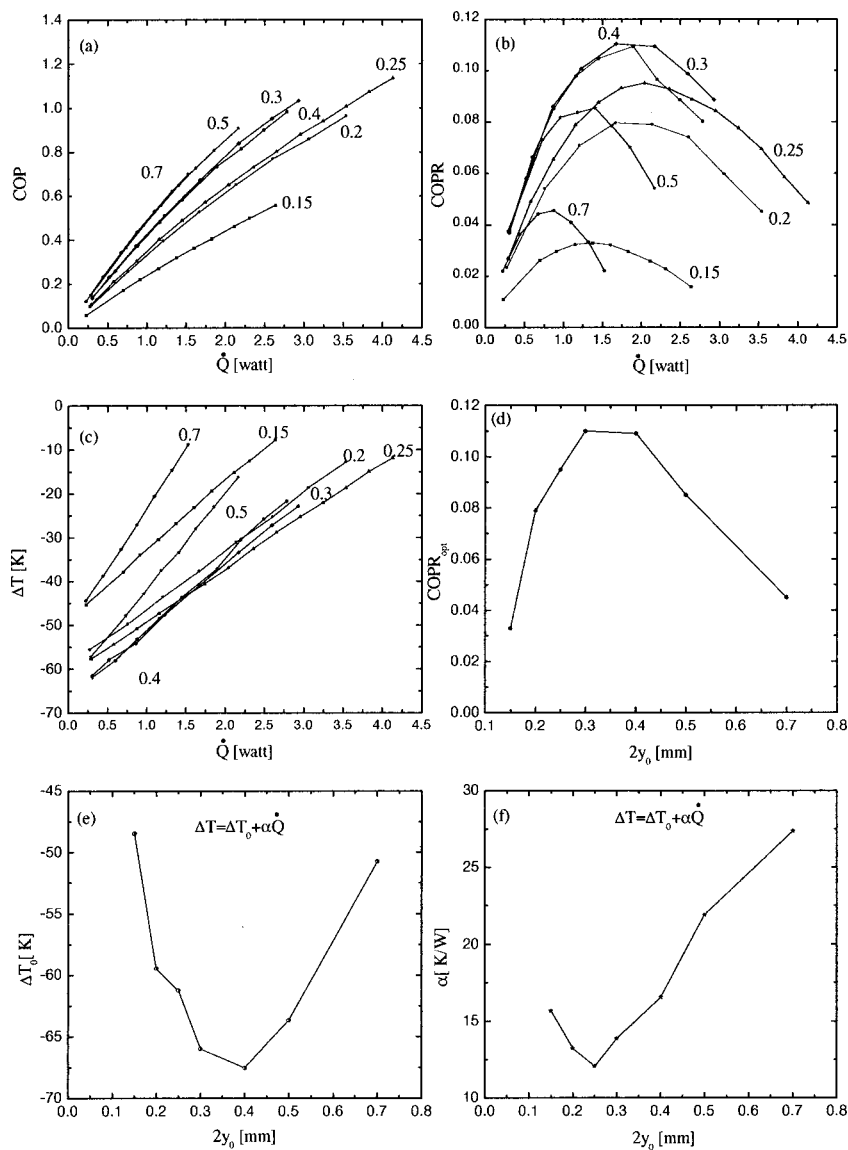 (a)
COP
1.4
1.2
1.0
0.8
0.6
0.4
0.2
0.0
0.7
0.5
0.3
0.4
0.25
0.2
0.15
0.0 0.5 1.0 1.5 2.0 2.5 3.0 3.5 4.0 4.5
Q̇ [watt]
(b)
COPR
0.12
0.10
0.08
0.06
0.04
0.02
0.00
0.4
0.3
0.25
0.5
0.2
0.7
0.15
0.0 0.5 1.0 1.5 2.0 2.5 3.0 3.5 4.0 4.5
Q̇ [watt]
(c)
ΔT [K]
0
-10
-20
-30
-40
-50
-60
-70
0.7
0.15
0.2
0.25
0.5
0.3
0.4
0.0 0.5 1.0 1.5 2.0 2.5 3.0 3.5 4.0 4.5
Q̇ [watt]
(d)
COPRopt
0.12
0.10
0.08
0.06
0.04
0.02
0.00
0.1 0.2 0.3 0.4 0.5 0.6 0.7 0.8
2y₀ [mm]
(e)
ΔT=ΔT₀+αQ̇
ΔT₀[ K]
-45
-50
-55
-60
-65
-70
0.0 0.1 0.2 0.3 0.4 0.5 0.6 0.7 0.8
2y₀ [mm]
(f)
ΔT=ΔT₀+αQ̇
α[ K/W]
30
25
20
15
10
0.0 0.1 0.2 0.3 0.4 0.5 0.6 0.7 0.8
2y₀ [mm]